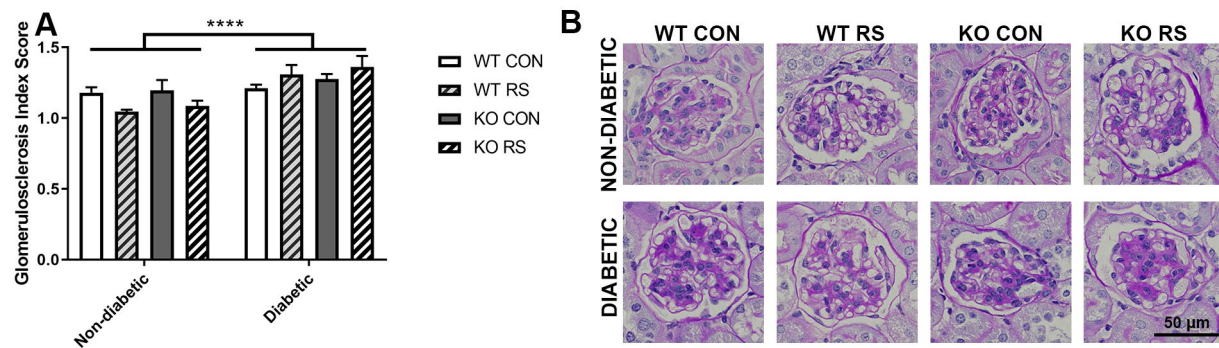 A
****
Glomerulosclerosis Index Score
1.5
1.0
0.5
0.0
Non-diabetic
Diabetic
WT CON
WT RS
KO CON
KO RS
B
WT CON
WT RS
KO CON
KO RS
NON-DIABETIC
DIABETIC
50 µm